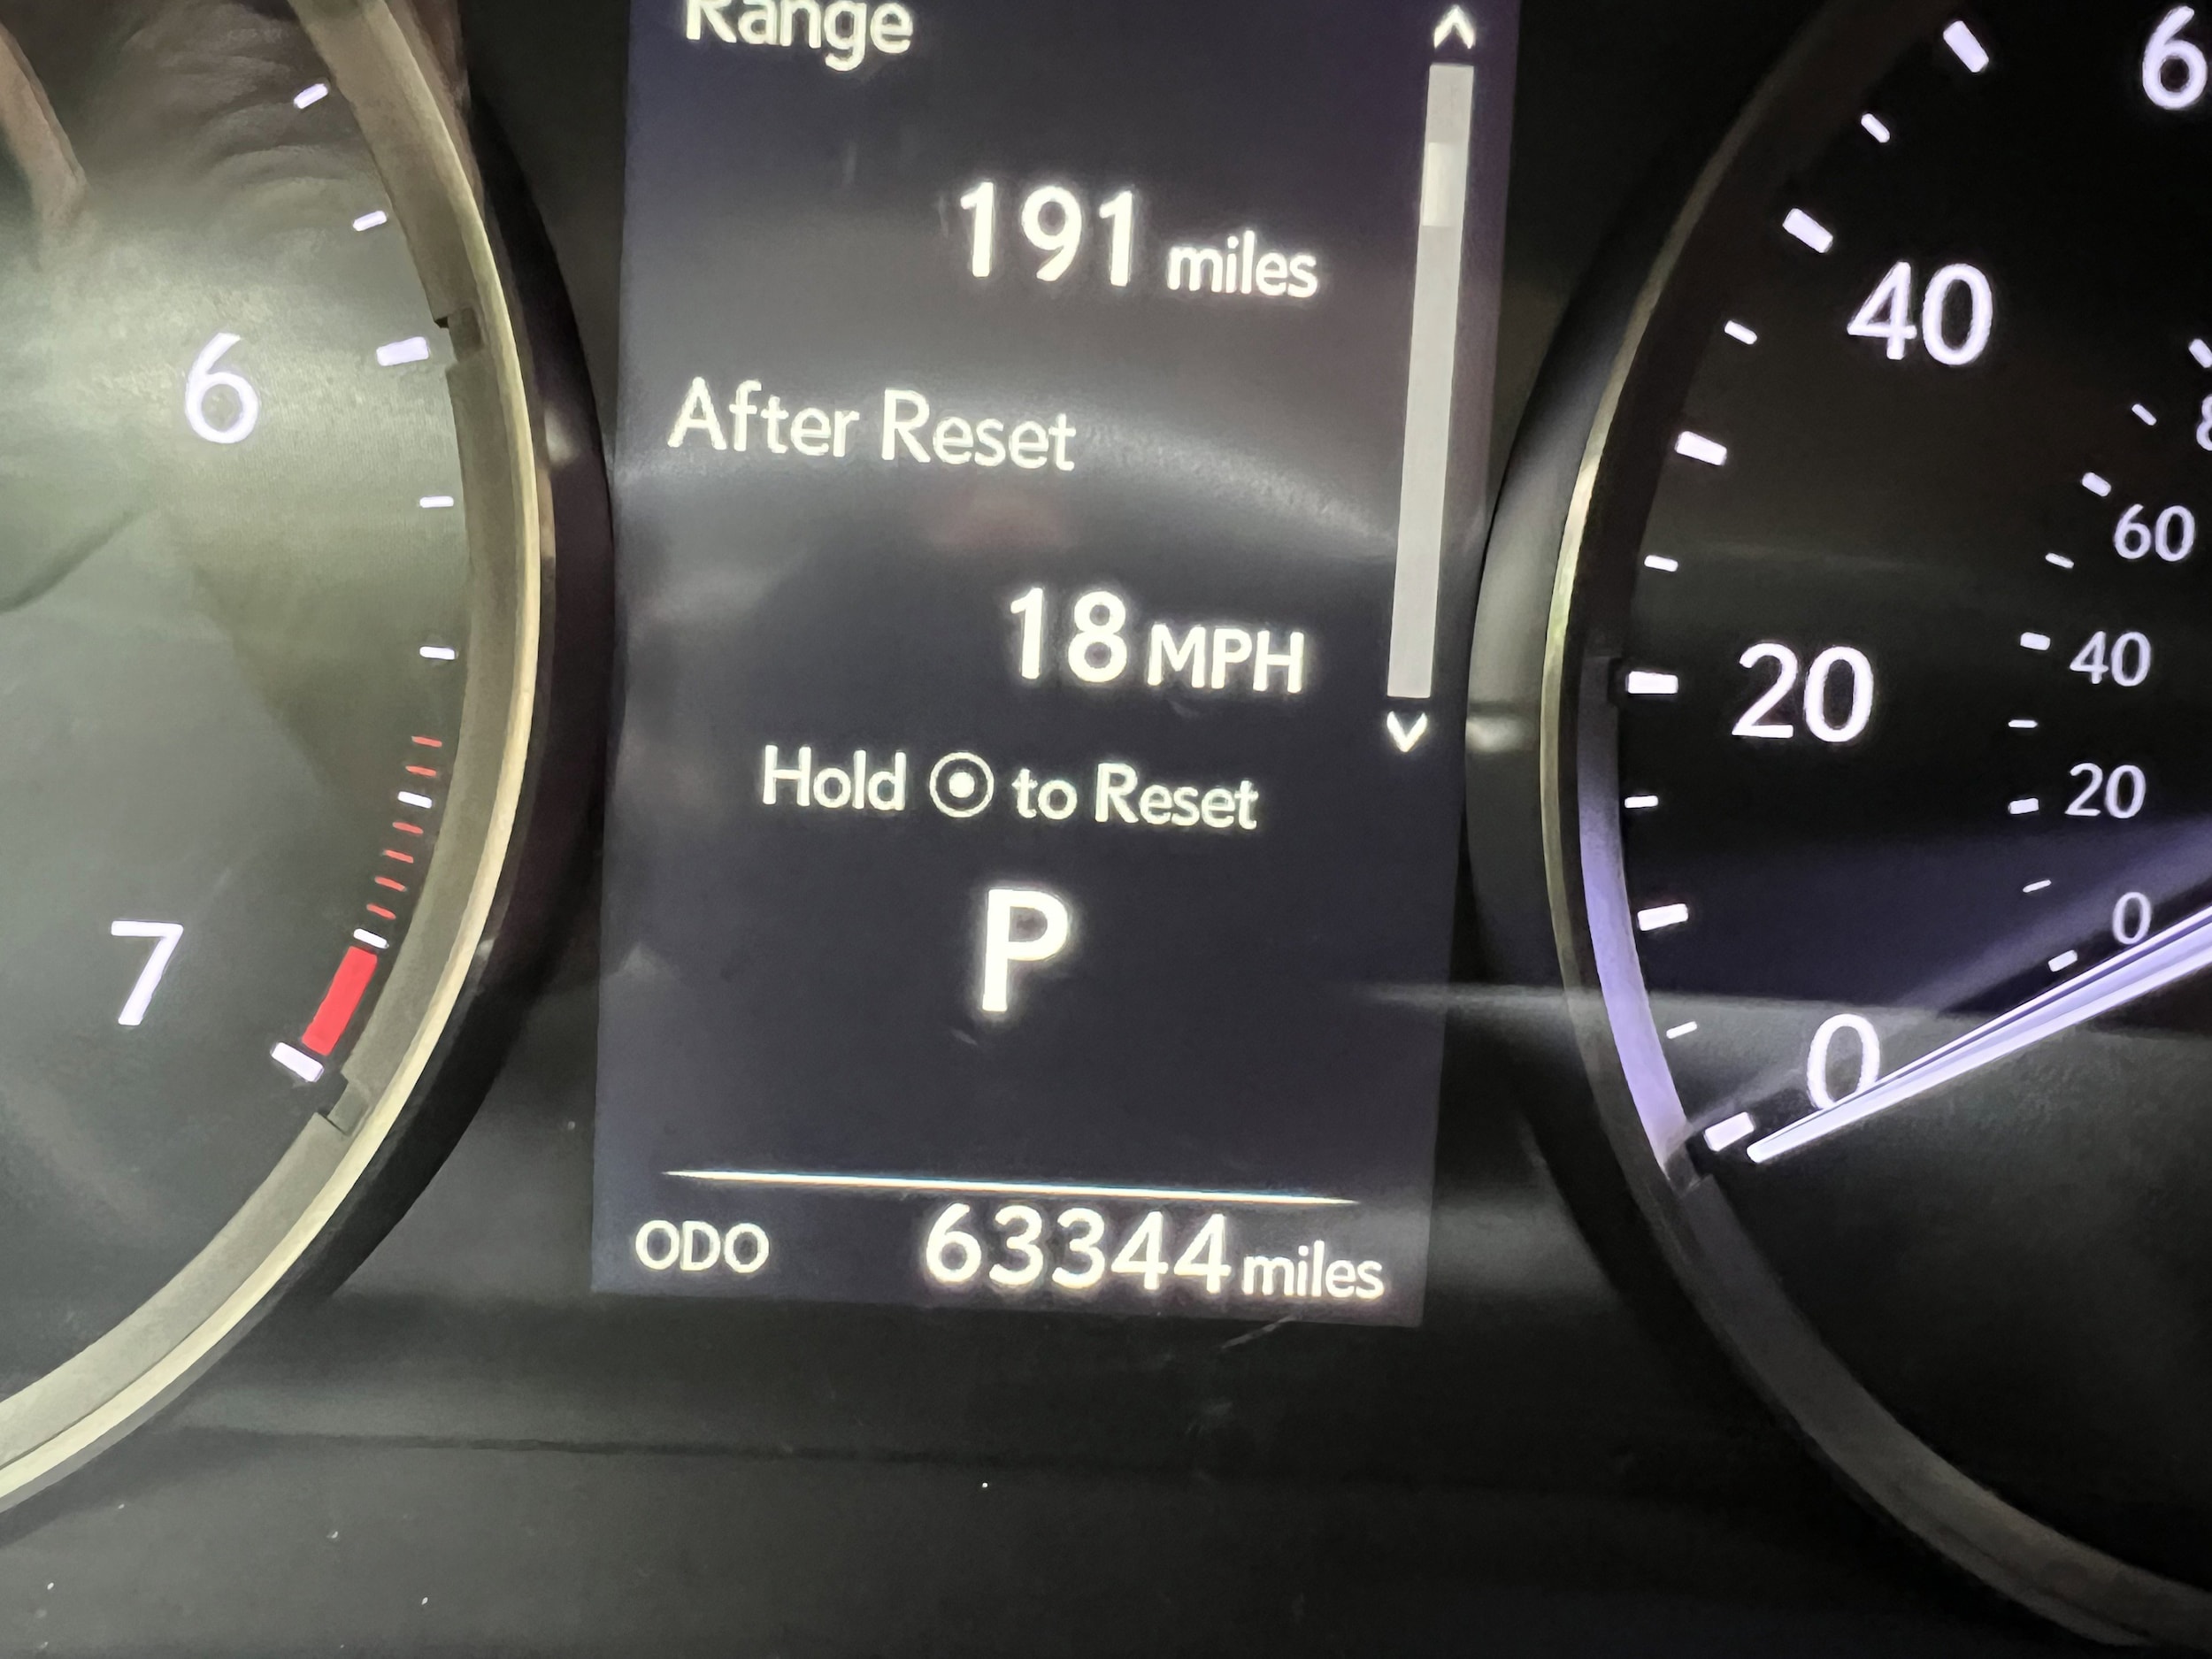 Range
191 miles
After Reset
18 MPH
Hold to Reset
P
ODO 63344 miles
6
7
6
40
20
0
60
40
20
0